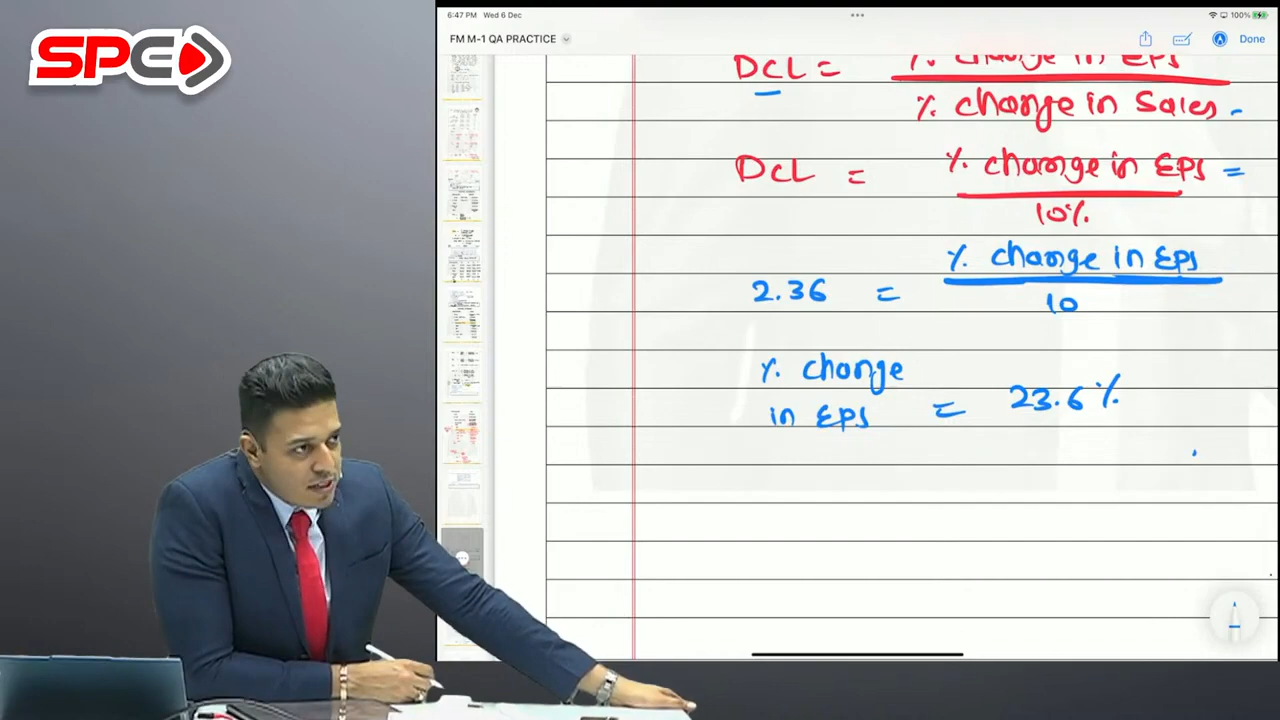 SPC
6:47 PM Wed 6 Dec
100%
FM M-1 QA PRACTICE
Done
DCL = % change in EPS
% change in Sales
DCL = % change in EPS =
10%
2.36 = % change in EPS
10
% change
in EPS = 23.6%